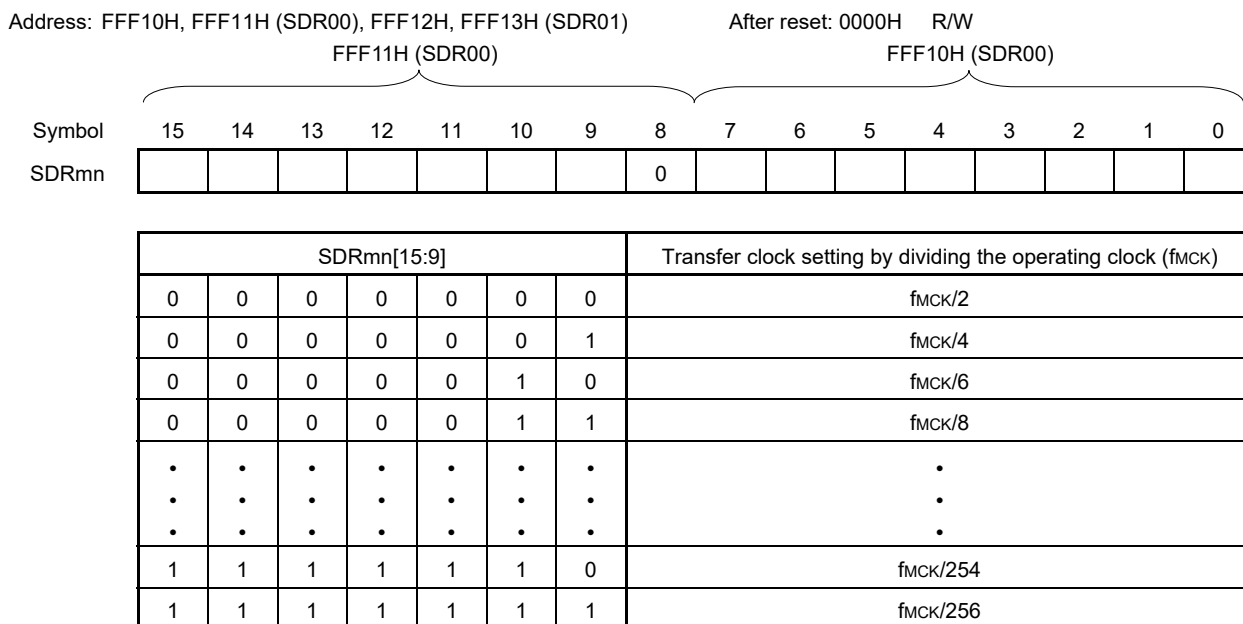 Address: FFF10H, FFF11H (SDR00), FFF12H, FFF13H (SDR01) After reset: 0000H R/W
FFF11H (SDR00) FFF10H (SDR00)
Symbol 15 14 13 12 11 10 9 8 7 6 5 4 3 2 1 0
SDRmn 0
SDRmn[15:9] Transfer clock setting by dividing the operating clock (fMCK)
0 0 0 0 0 0 0 fMCK/2
0 0 0 0 0 0 1 fMCK/4
0 0 0 0 0 1 0 fMCK/6
0 0 0 0 0 1 1 fMCK/8
• • • • • • • •
• • • • • • • •
• • • • • • • •
1 1 1 1 1 1 0 fMCK/254
1 1 1 1 1 1 1 fMCK/256